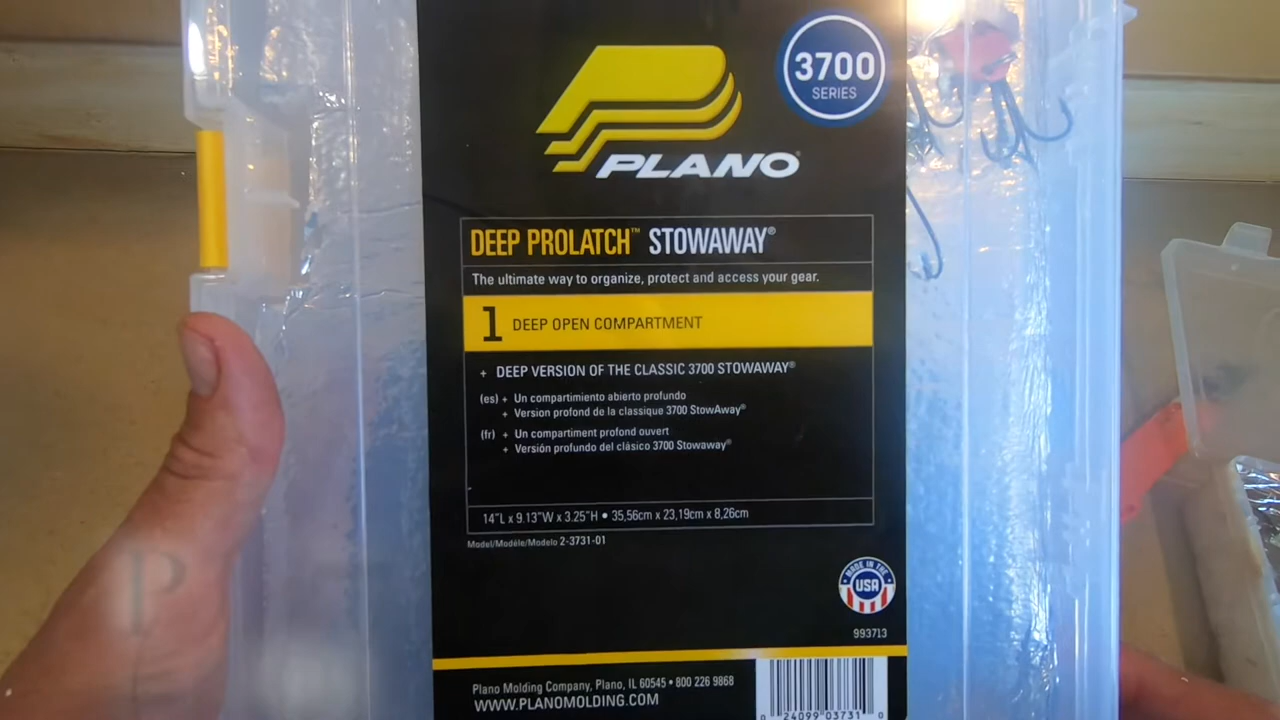 3700
SERIES
PLANO®
DEEP PROLATCH™ STOWAWAY®
The ultimate way to organize, protect and access your gear.
1 DEEP OPEN COMPARTMENT
+ DEEP VERSION OF THE CLASSIC 3700 STOWAWAY®
(es) + Un compartimiento abierto profundo
+ Version profond de la classique 3700 StowAway®
(fr) + Un compartiment profond ouvert
+ Versión profundo del clásico 3700 Stowaway®
14"L x 9.13"W x 3.25"H • 35,56cm x 23,19cm x 8,26cm
Model/Modèle/Modelo 2-3731-01
MADE IN THE
USA
993713
Plano Molding Company, Plano, IL 60545 • 800 226 9868
WWW.PLANOMOLDING.COM
0 24099 03731 0
P